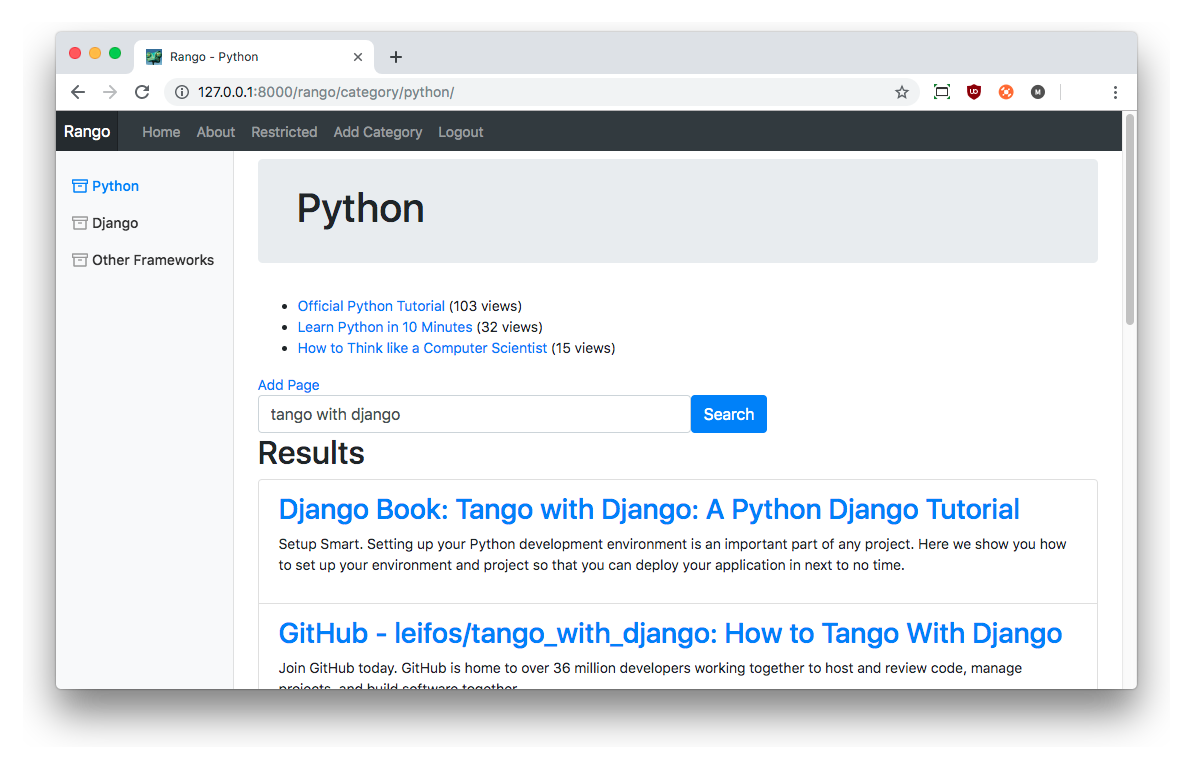 Rango - Python
127.0.0.1:8000/rango/category/python/
UD
M
Rango Home About Restricted Add Category Logout
Python
Django
Other Frameworks
Python
Official Python Tutorial (103 views)
Learn Python in 10 Minutes (32 views)
How to Think like a Computer Scientist (15 views)
Add Page
tango with django Search
Results
Django Book: Tango with Django: A Python Django Tutorial
Setup Smart. Setting up your Python development environment is an important part of any project. Here we show you how
to set up your environment and project so that you can deploy your application in next to no time.
GitHub - leifos/tango_with_django: How to Tango With Django
Join GitHub today. GitHub is home to over 36 million developers working together to host and review code, manage
projects, and build software together